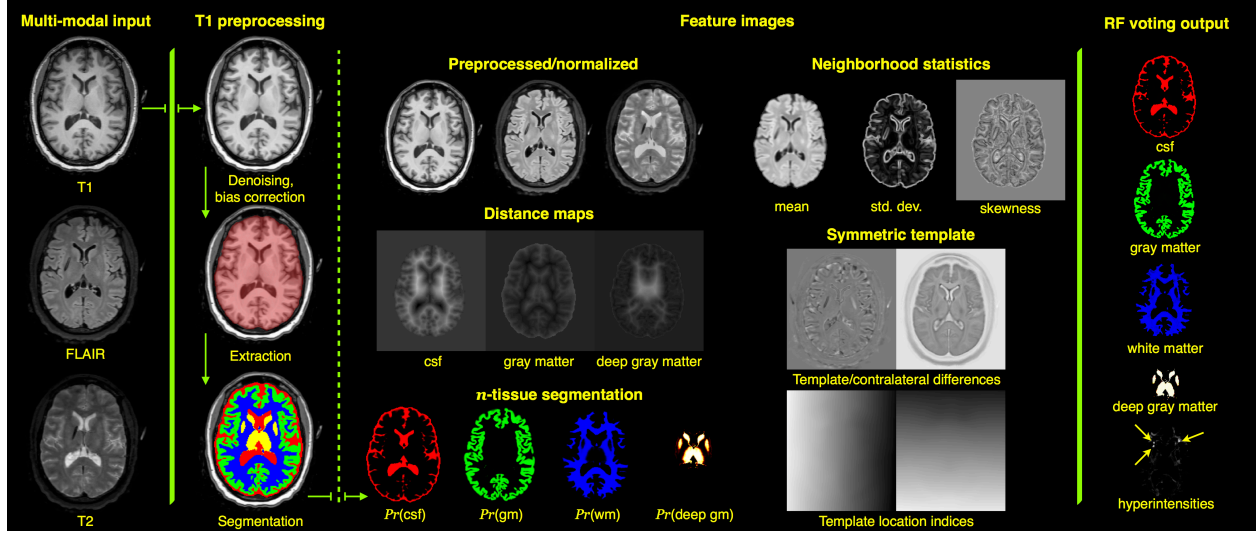 Multi-modal input
T1 preprocessing
Feature images
RF voting output
Preprocessed/normalized
Neighborhood statistics
T1
Denoising,
bias correction
mean
std. dev.
skewness
csf
gray matter
Distance maps
Symmetric template
FLAIR
Extraction
csf
gray matter
deep gray matter
Template/contralateral differences
white matter
n-tissue segmentation
deep gray matter
T2
Segmentation
Pr(csf)
Pr(gm)
Pr(wm)
Pr(deep gm)
Template location indices
hyperintensities